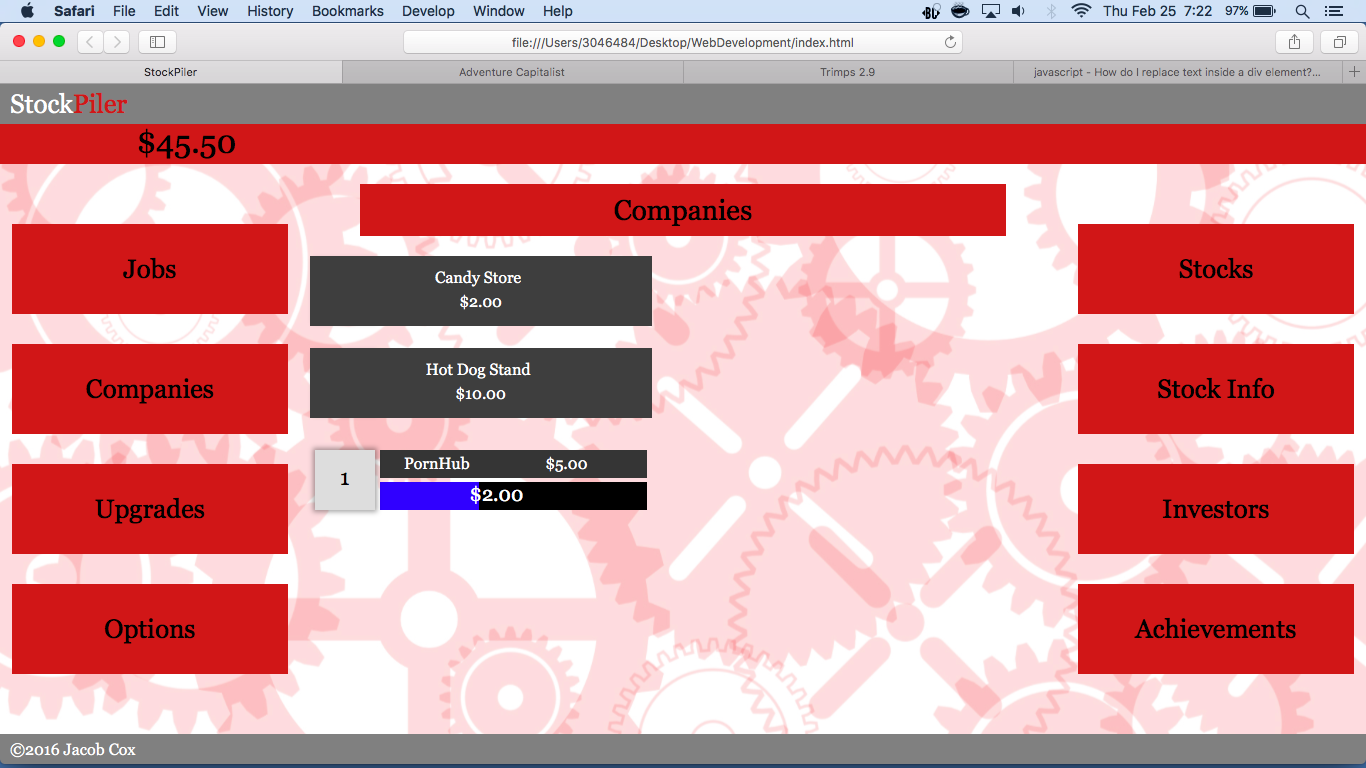 Safari File Edit View History Bookmarks Develop Window Help
Thu Feb 25 7:22 97%
file:///Users/3046484/Desktop/WebDevelopment/index.html
StockPiler
Adventure Capitalist
Trimps 2.9
javascript - How do I replace text inside a div element?...
StockPiler
$45.50
Companies
Jobs
Companies
Upgrades
Options
Candy Store
$2.00
Hot Dog Stand
$10.00
1
PornHub $5.00
$2.00
Stocks
Stock Info
Investors
Achievements
©2016 Jacob Cox